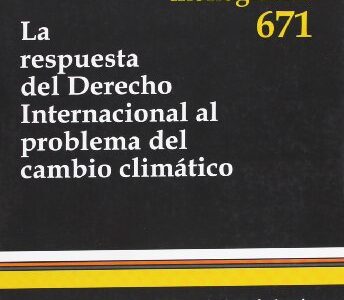 671
La
respuesta
del Derecho
Internacional al
problema del
cambio climático